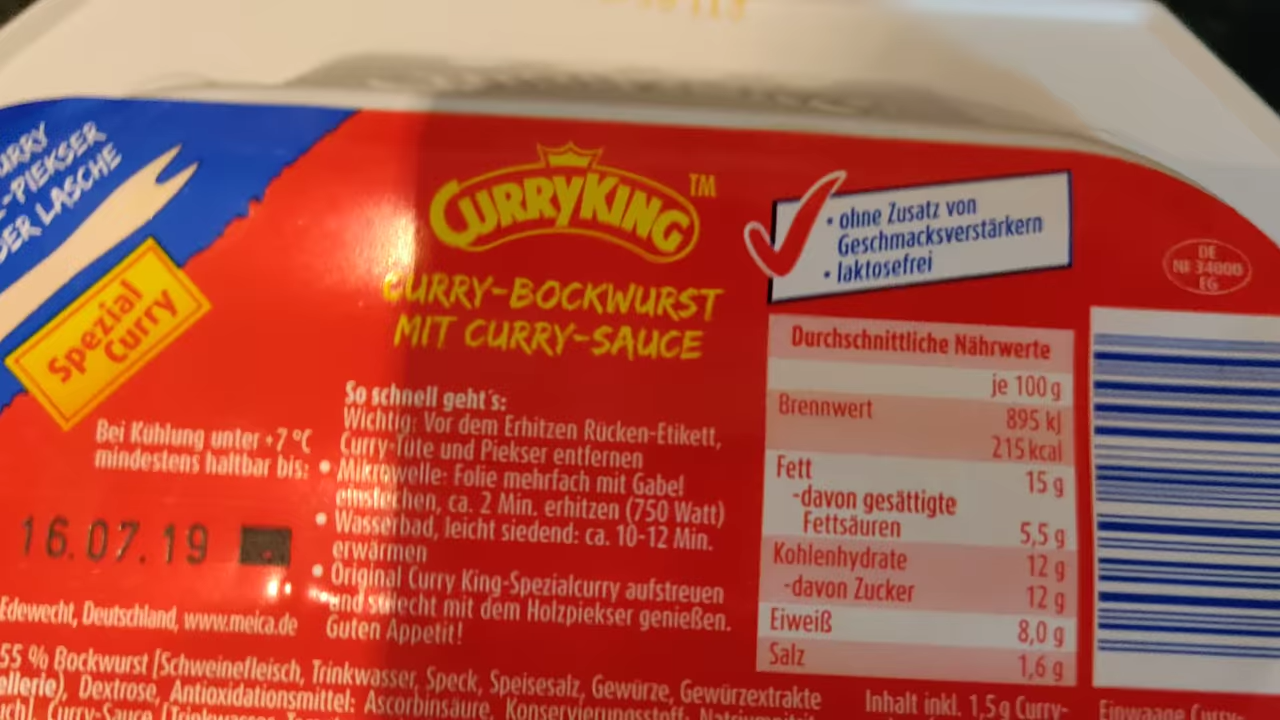 -PIEKSER
DER LASCHE
Spezial
Curry
CURRYKING™
CURRY-BOCKWURST
MIT CURRY-SAUCE
• ohne Zusatz von
Geschmacksverstärkern
• laktosefrei
DE
NI 34000
EG
So schnell geht's:
Wichtig: Vor dem Erhitzen Rücken-Etikett,
Curry-Tüte und Piekser entfernen
• Mikrowelle: Folie mehrfach mit Gabel
einstechen, ca. 2 Min. erhitzen (750 Watt)
• Wasserbad, leicht siedend: ca. 10-12 Min.
erwärmen
• Original Curry King-Spezialcurry aufstreuen
und stilecht mit dem Holzpiekser genießen.
Guten Appetit!
Bei Kühlung unter +7 °C
mindestens haltbar bis:
16.07.19
Edewecht, Deutschland, www.meica.de
Durchschnittliche Nährwerte
je 100 g
Brennwert 895 kJ
215 kcal
Fett 15 g
-davon gesättigte
Fettsäuren 5,5 g
Kohlenhydrate 12 g
-davon Zucker 12 g
Eiweiß 8,0 g
Salz 1,6 g
55 % Bockwurst [Schweinefleisch, Trinkwasser, Speck, Speisesalz, Gewürze, Gewürzextrakte
Dextrose, Antioxidationsmittel: Ascorbinsäure, Konservierungsstoff: Natriumnitrit
Curry-Sauce
Inhalt inkl. 1,5 g Curry-
Einwaage Curry-